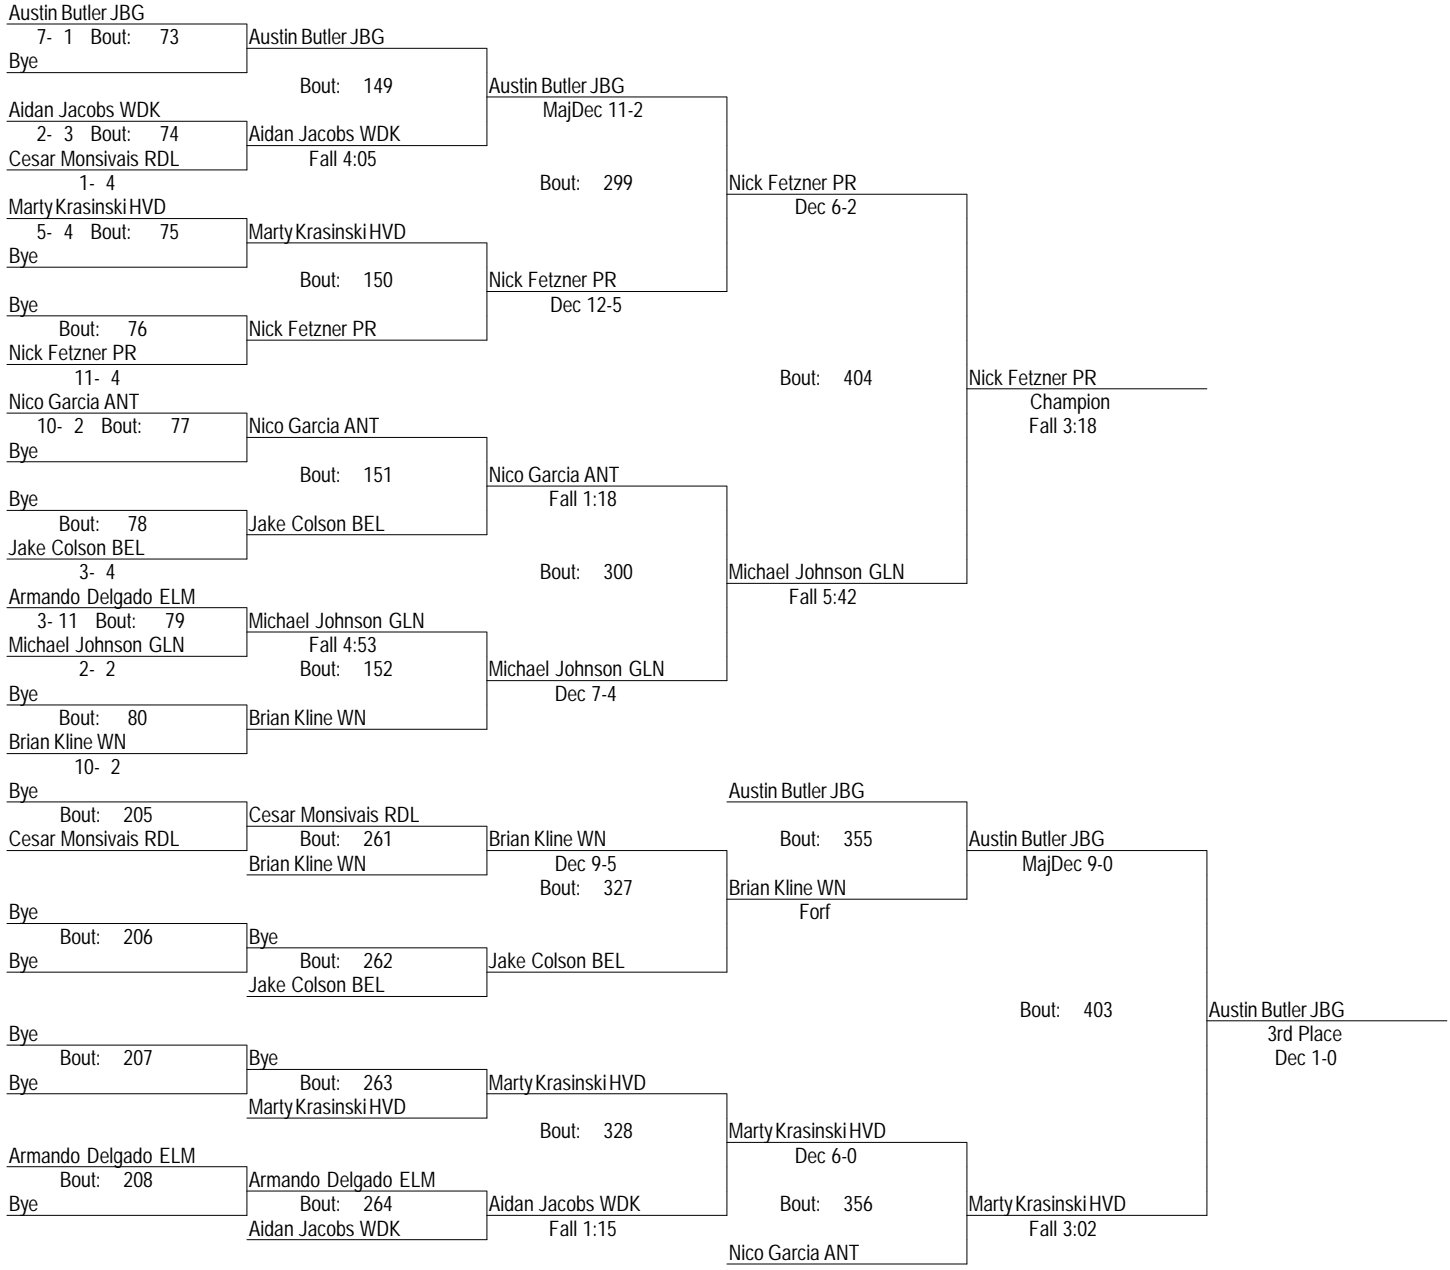 Austin Butler JBG
7- 1 Bout: 73 Austin Butler JBG
Bye
Bout: 149 Austin Butler JBG
Aidan Jacobs WDK MajDec 11-2
2- 3 Bout: 74 Aidan Jacobs WDK
Cesar Monsivais RDL Fall 4:05
1- 4 Bout: 299 Nick Fetzner PR
Marty Krasinski HVD Dec 6-2
5- 4 Bout: 75 Marty Krasinski HVD
Bye
Bout: 150 Nick Fetzner PR
Bye Dec 12-5
Bout: 76 Nick Fetzner PR
Nick Fetzner PR
11- 4 Bout: 404 Nick Fetzner PR
Nico Garcia ANT Champion
10- 2 Bout: 77 Nico Garcia ANT Fall 3:18
Bye
Bout: 151 Nico Garcia ANT
Bye Fall 1:18
Bout: 78 Jake Colson BEL
Jake Colson BEL
3- 4 Bout: 300 Michael Johnson GLN
Armando Delgado ELM Fall 5:42
3- 11 Bout: 79 Michael Johnson GLN
Michael Johnson GLN Fall 4:53
2- 2 Bout: 152 Michael Johnson GLN
Bye Dec 7-4
Bout: 80 Brian Kline WN
Brian Kline WN
10- 2
Bye Austin Butler JBG
Bout: 205 Cesar Monsivais RDL
Cesar Monsivais RDL Bout: 261 Brian Kline WN Bout: 355 Austin Butler JBG
Brian Kline WN Dec 9-5 MajDec 9-0
Bout: 327 Brian Kline WN
Bye Forf
Bout: 206 Bye
Bye Bout: 262 Jake Colson BEL
Jake Colson BEL
Bout: 403 Austin Butler JBG
Bye 3rd Place
Bout: 207 Bye Dec 1-0
Bye Bout: 263 Marty Krasinski HVD
Marty Krasinski HVD
Bout: 328 Marty Krasinski HVD
Armando Delgado ELM Dec 6-0
Bout: 208 Armando Delgado ELM
Bye Bout: 264 Aidan Jacobs WDK Bout: 356 Marty Krasinski HVD
Aidan Jacobs WDK Fall 1:15 Fall 3:02
Nico Garcia ANT